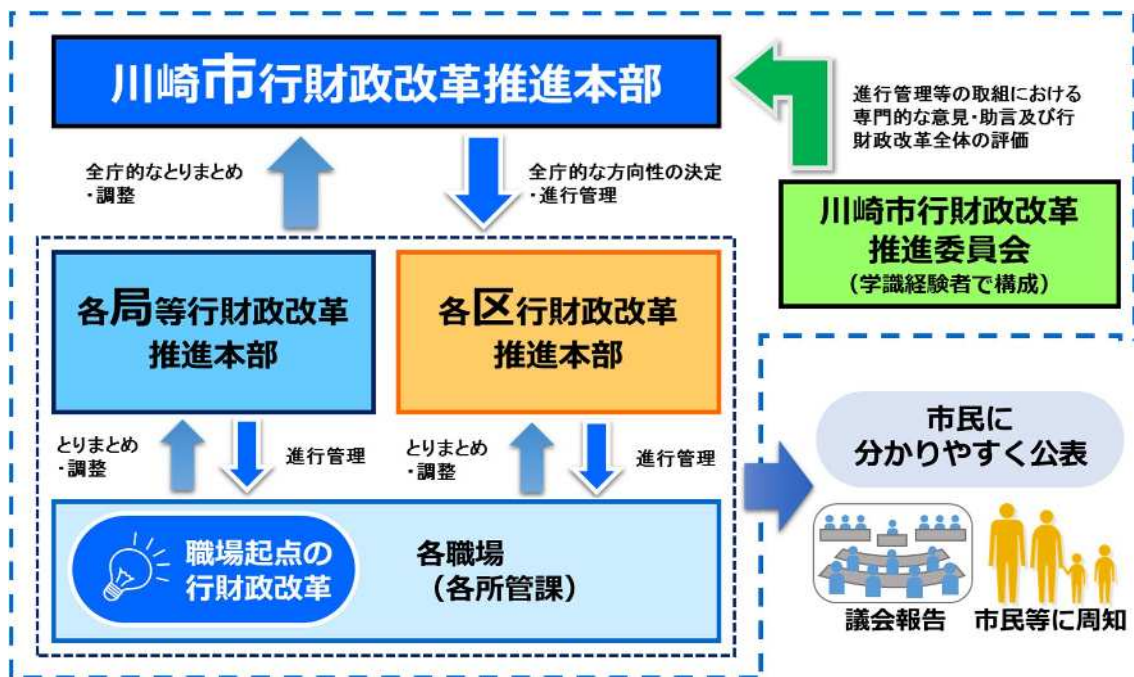 川崎市行財政改革推進本部
進行管理等の取組における
専門的な意見・助言及び行
財政改革全体の評価
全庁的なとりまとめ
・調整
全庁的な方向性の決定
・進行管理
川崎市行財政改革
推進委員会
(学識経験者で構成)
各局等行財政改革
推進本部
各区行財政改革
推進本部
とりまとめ
・調整
進行管理
とりまとめ
・調整
進行管理
市民に
分かりやすく公表
職場起点の
行財政改革
各職場
(各所管課)
議会報告
市民等に周知